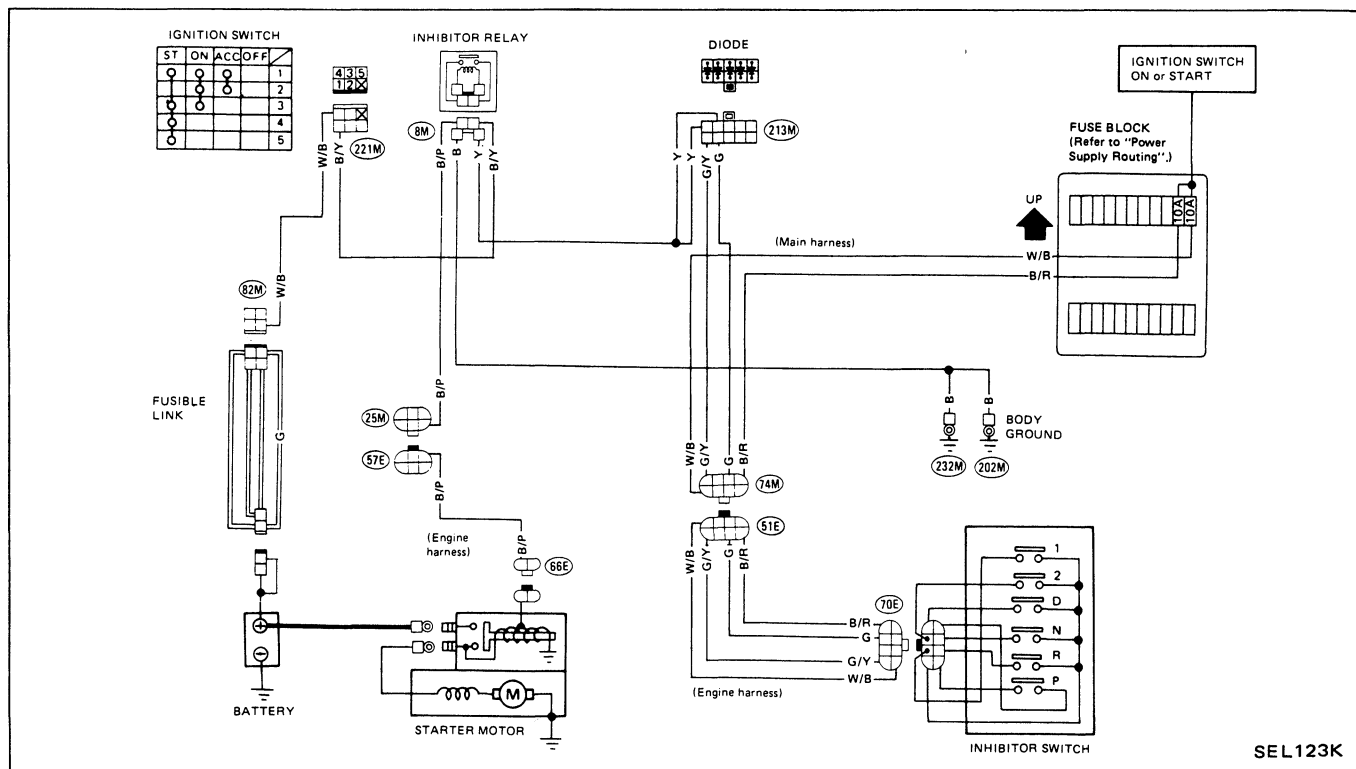 IGNITION SWITCH
ST ON ACC OFF
1
2
3
4
5
4 3 5
1 2
221M
W/B
B/Y
INHIBITOR RELAY
8M
B/P
B
Y
B/Y
DIODE
213M
Y
Y
G/Y
G
IGNITION SWITCH
ON or START
FUSE BLOCK
(Refer to "Power
Supply Routing".)
10A
10A
UP
(Main harness)
W/B
B/R
82M
W/B
FUSIBLE
LINK
G
BATTERY
25M
B/P
57E
B/P
(Engine
harness)
B/P
66E
M
STARTER MOTOR
W/B
G/Y
G
B/R
74M
51E
W/B
G/Y
G
B/R
B
B
BODY
GROUND
232M
202M
70E
B/R
G
G/Y
W/B
(Engine harness)
1
2
D
N
R
P
INHIBITOR SWITCH
SEL123K